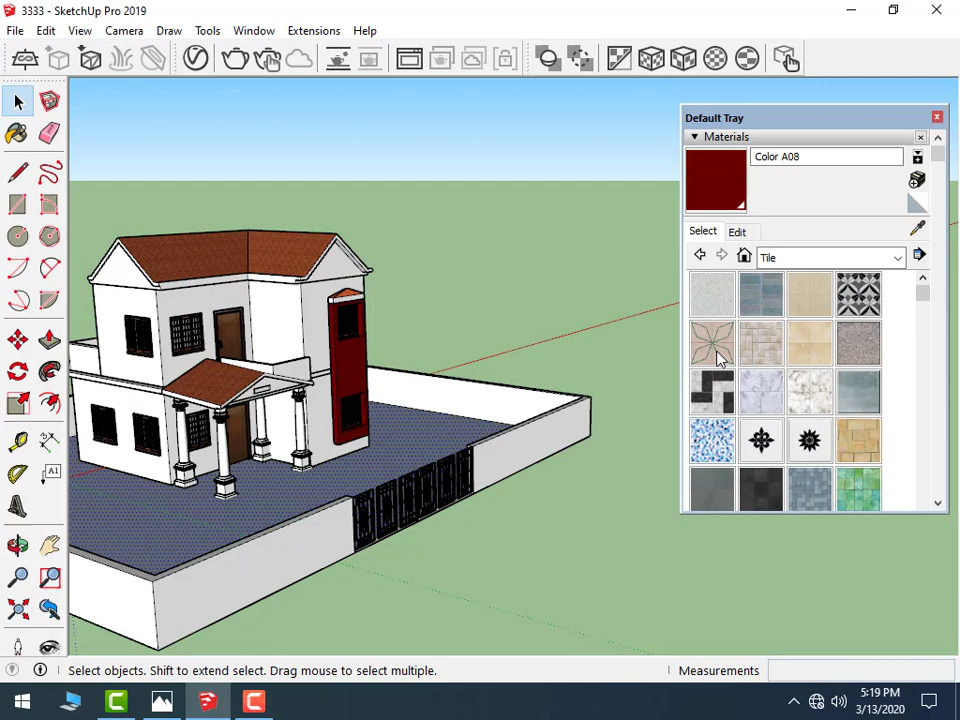 3333 - SketchUp Pro 2019
File Edit View Camera Draw Tools Window Extensions Help
Default Tray
Materials
Color A08
Select Edit
Tile
A1
Select objects. Shift to extend select. Drag mouse to select multiple.
Measurements
5:19 PM
3/13/2020